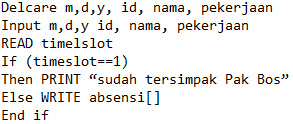 Delcare m,d,y, id, nama, pekerjaan
Input m,d,y id, nama, pekerjaan
READ timelslot
If (timeslot==1)
Then PRINT “sudah tersimpak Pak Bos”
Else WRITE absensi[]
End if